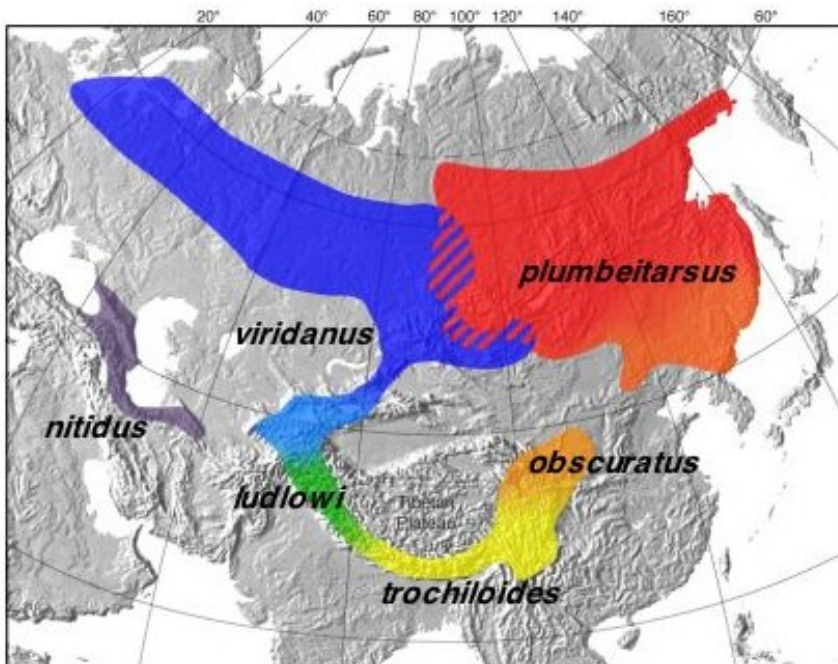 20° 40° 60° 80° 100° 120° 140° 160° 60°
plumbeitarsus
viridanus
nitidus
obscuratus
ludlowi
Tibetan
Plateau
trochiloides